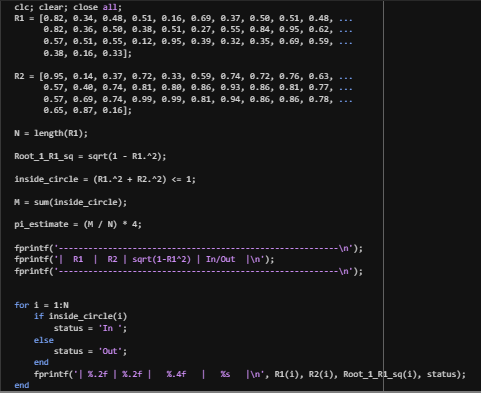 clc; clear; close all;
R1 = [0.82, 0.34, 0.48, 0.51, 0.16, 0.69, 0.37, 0.50, 0.51, 0.48, ...
0.82, 0.36, 0.50, 0.38, 0.51, 0.27, 0.55, 0.84, 0.95, 0.62, ...
0.57, 0.51, 0.55, 0.12, 0.95, 0.39, 0.32, 0.35, 0.69, 0.59, ...
0.38, 0.16, 0.33];
R2 = [0.95, 0.14, 0.37, 0.72, 0.33, 0.59, 0.74, 0.72, 0.76, 0.63, ...
0.57, 0.40, 0.74, 0.81, 0.80, 0.86, 0.93, 0.86, 0.81, 0.77, ...
0.57, 0.69, 0.74, 0.99, 0.99, 0.81, 0.94, 0.86, 0.86, 0.78, ...
0.65, 0.87, 0.16];
N = length(R1);
Root_1_R1_sq = sqrt(1 - R1.^2);
inside_circle = (R1.^2 + R2.^2) <= 1;
M = sum(inside_circle);
pi_estimate = (M / N) * 4;
fprintf('--------------------------------------------------------\n');
fprintf('|  R1  |  R2 | sqrt(1-R1^2) | In/Out  |\n');
fprintf('--------------------------------------------------------\n');
for i = 1:N
if inside_circle(i)
status = 'In ';
else
status = 'Out';
end
fprintf('| %.2f | %.2f |   %.4f   |   %s   |\n', R1(i), R2(i), Root_1_R1_sq(i), status);
end